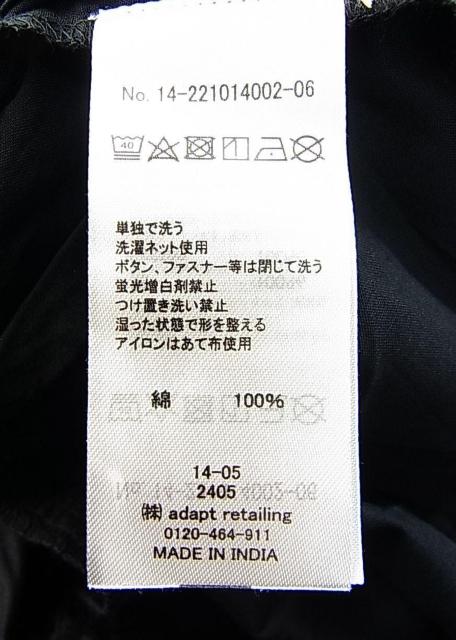 No. 14-221014002-06
40
単独で洗う
洗濯ネット使用
ボタン、ファスナー等は閉じて洗う
蛍光増白剤禁止
つけ置き洗い禁止
湿った状態で形を整える
アイロンはあて布使用
綿 100%
14-05
2405
㈱ adapt retailing
0120-464-911
MADE IN INDIA